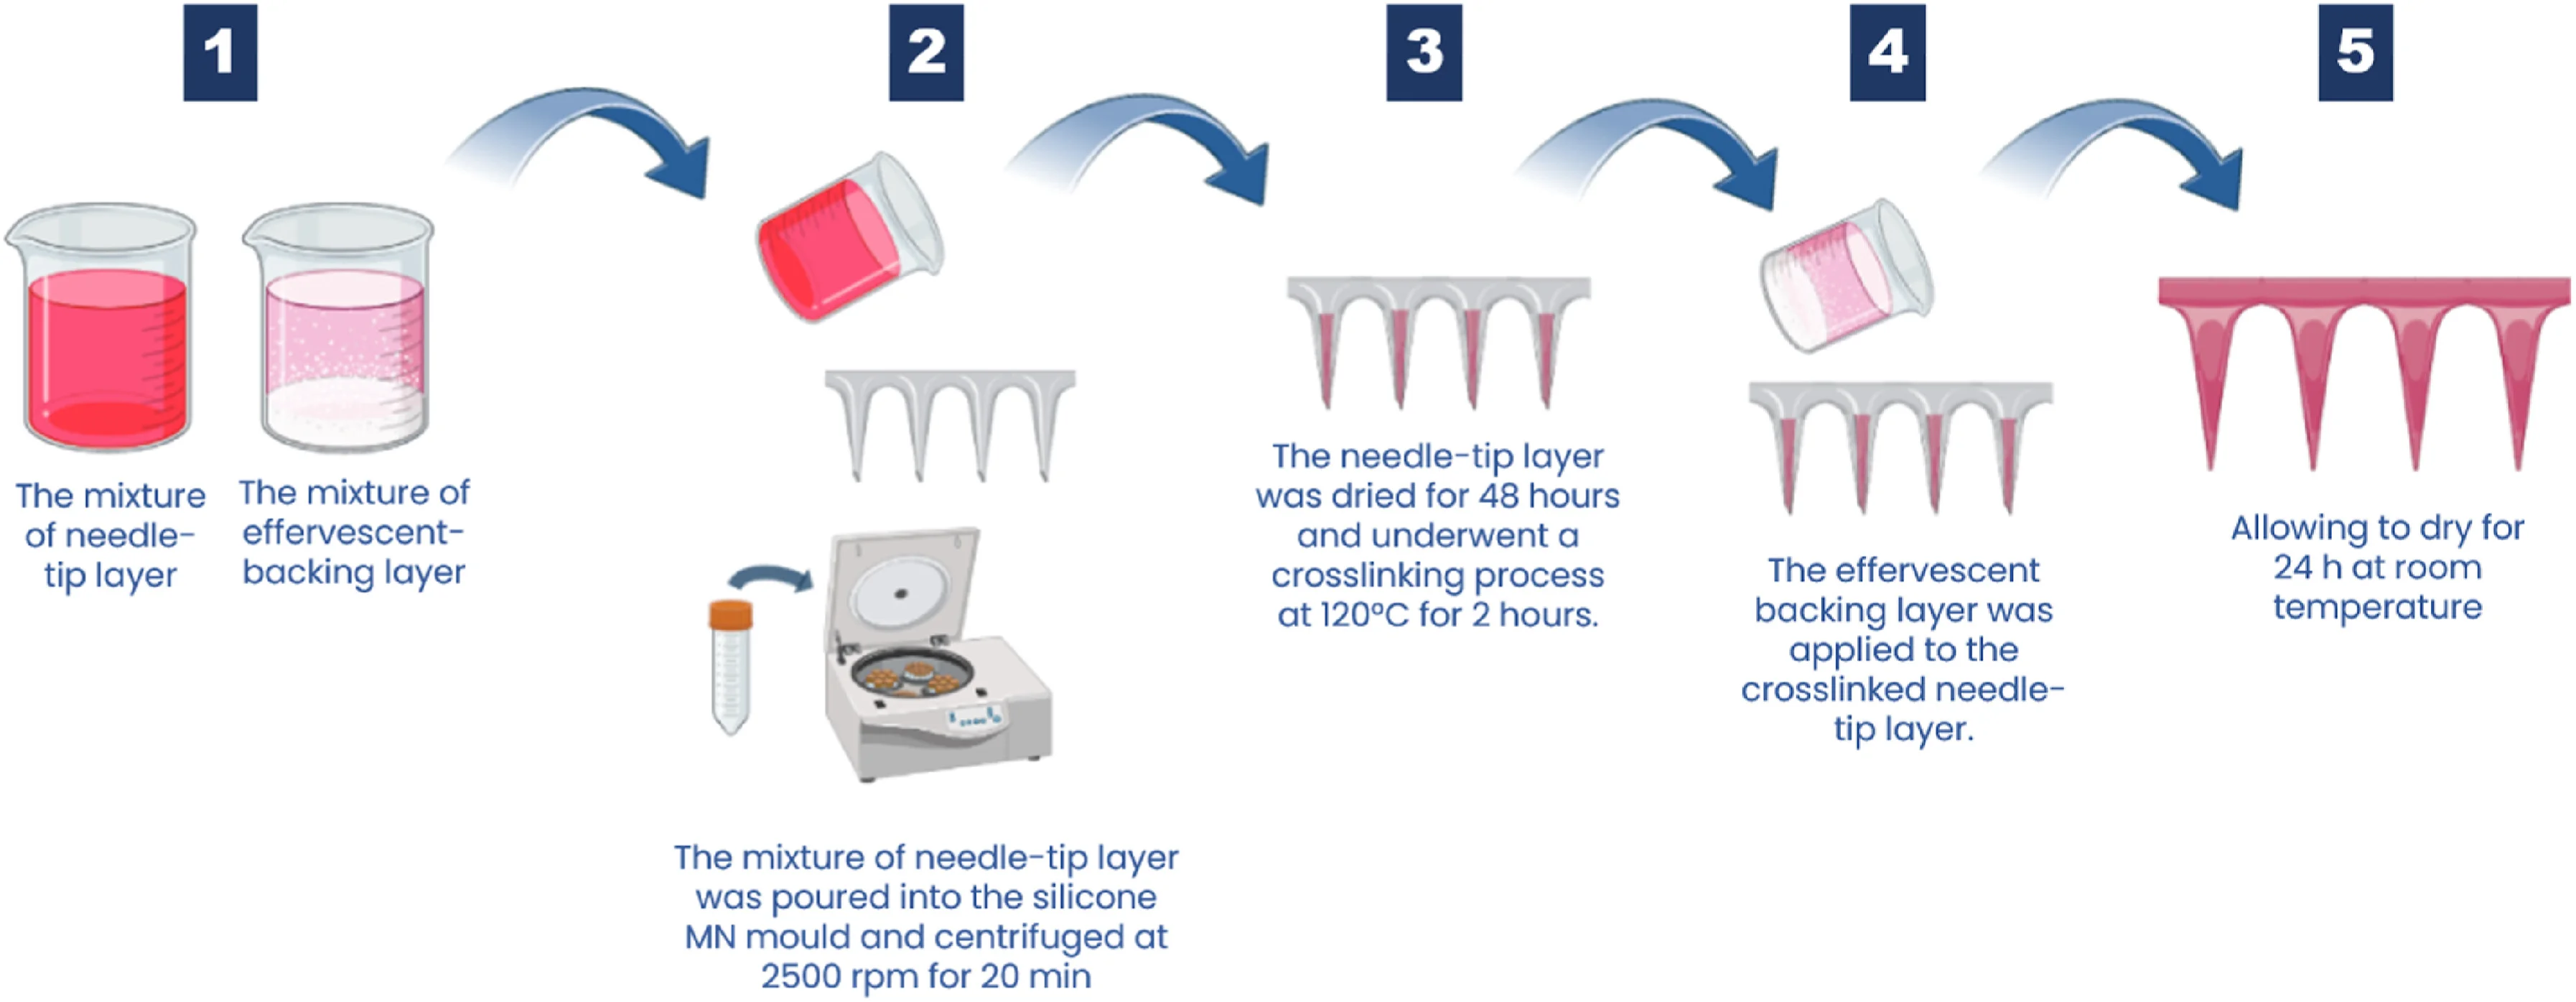 1
The mixture
of needle-
tip layer
The mixture of
effervescent-
backing layer
2
The mixture of needle-tip layer
was poured into the silicone
MN mould and centrifuged at
2500 rpm for 20 min
3
The needle-tip layer
was dried for 48 hours
and underwent a
crosslinking process
at 120°C for 2 hours.
4
The effervescent
backing layer was
applied to the
crosslinked needle-
tip layer.
5
Allowing to dry for
24 h at room
temperature